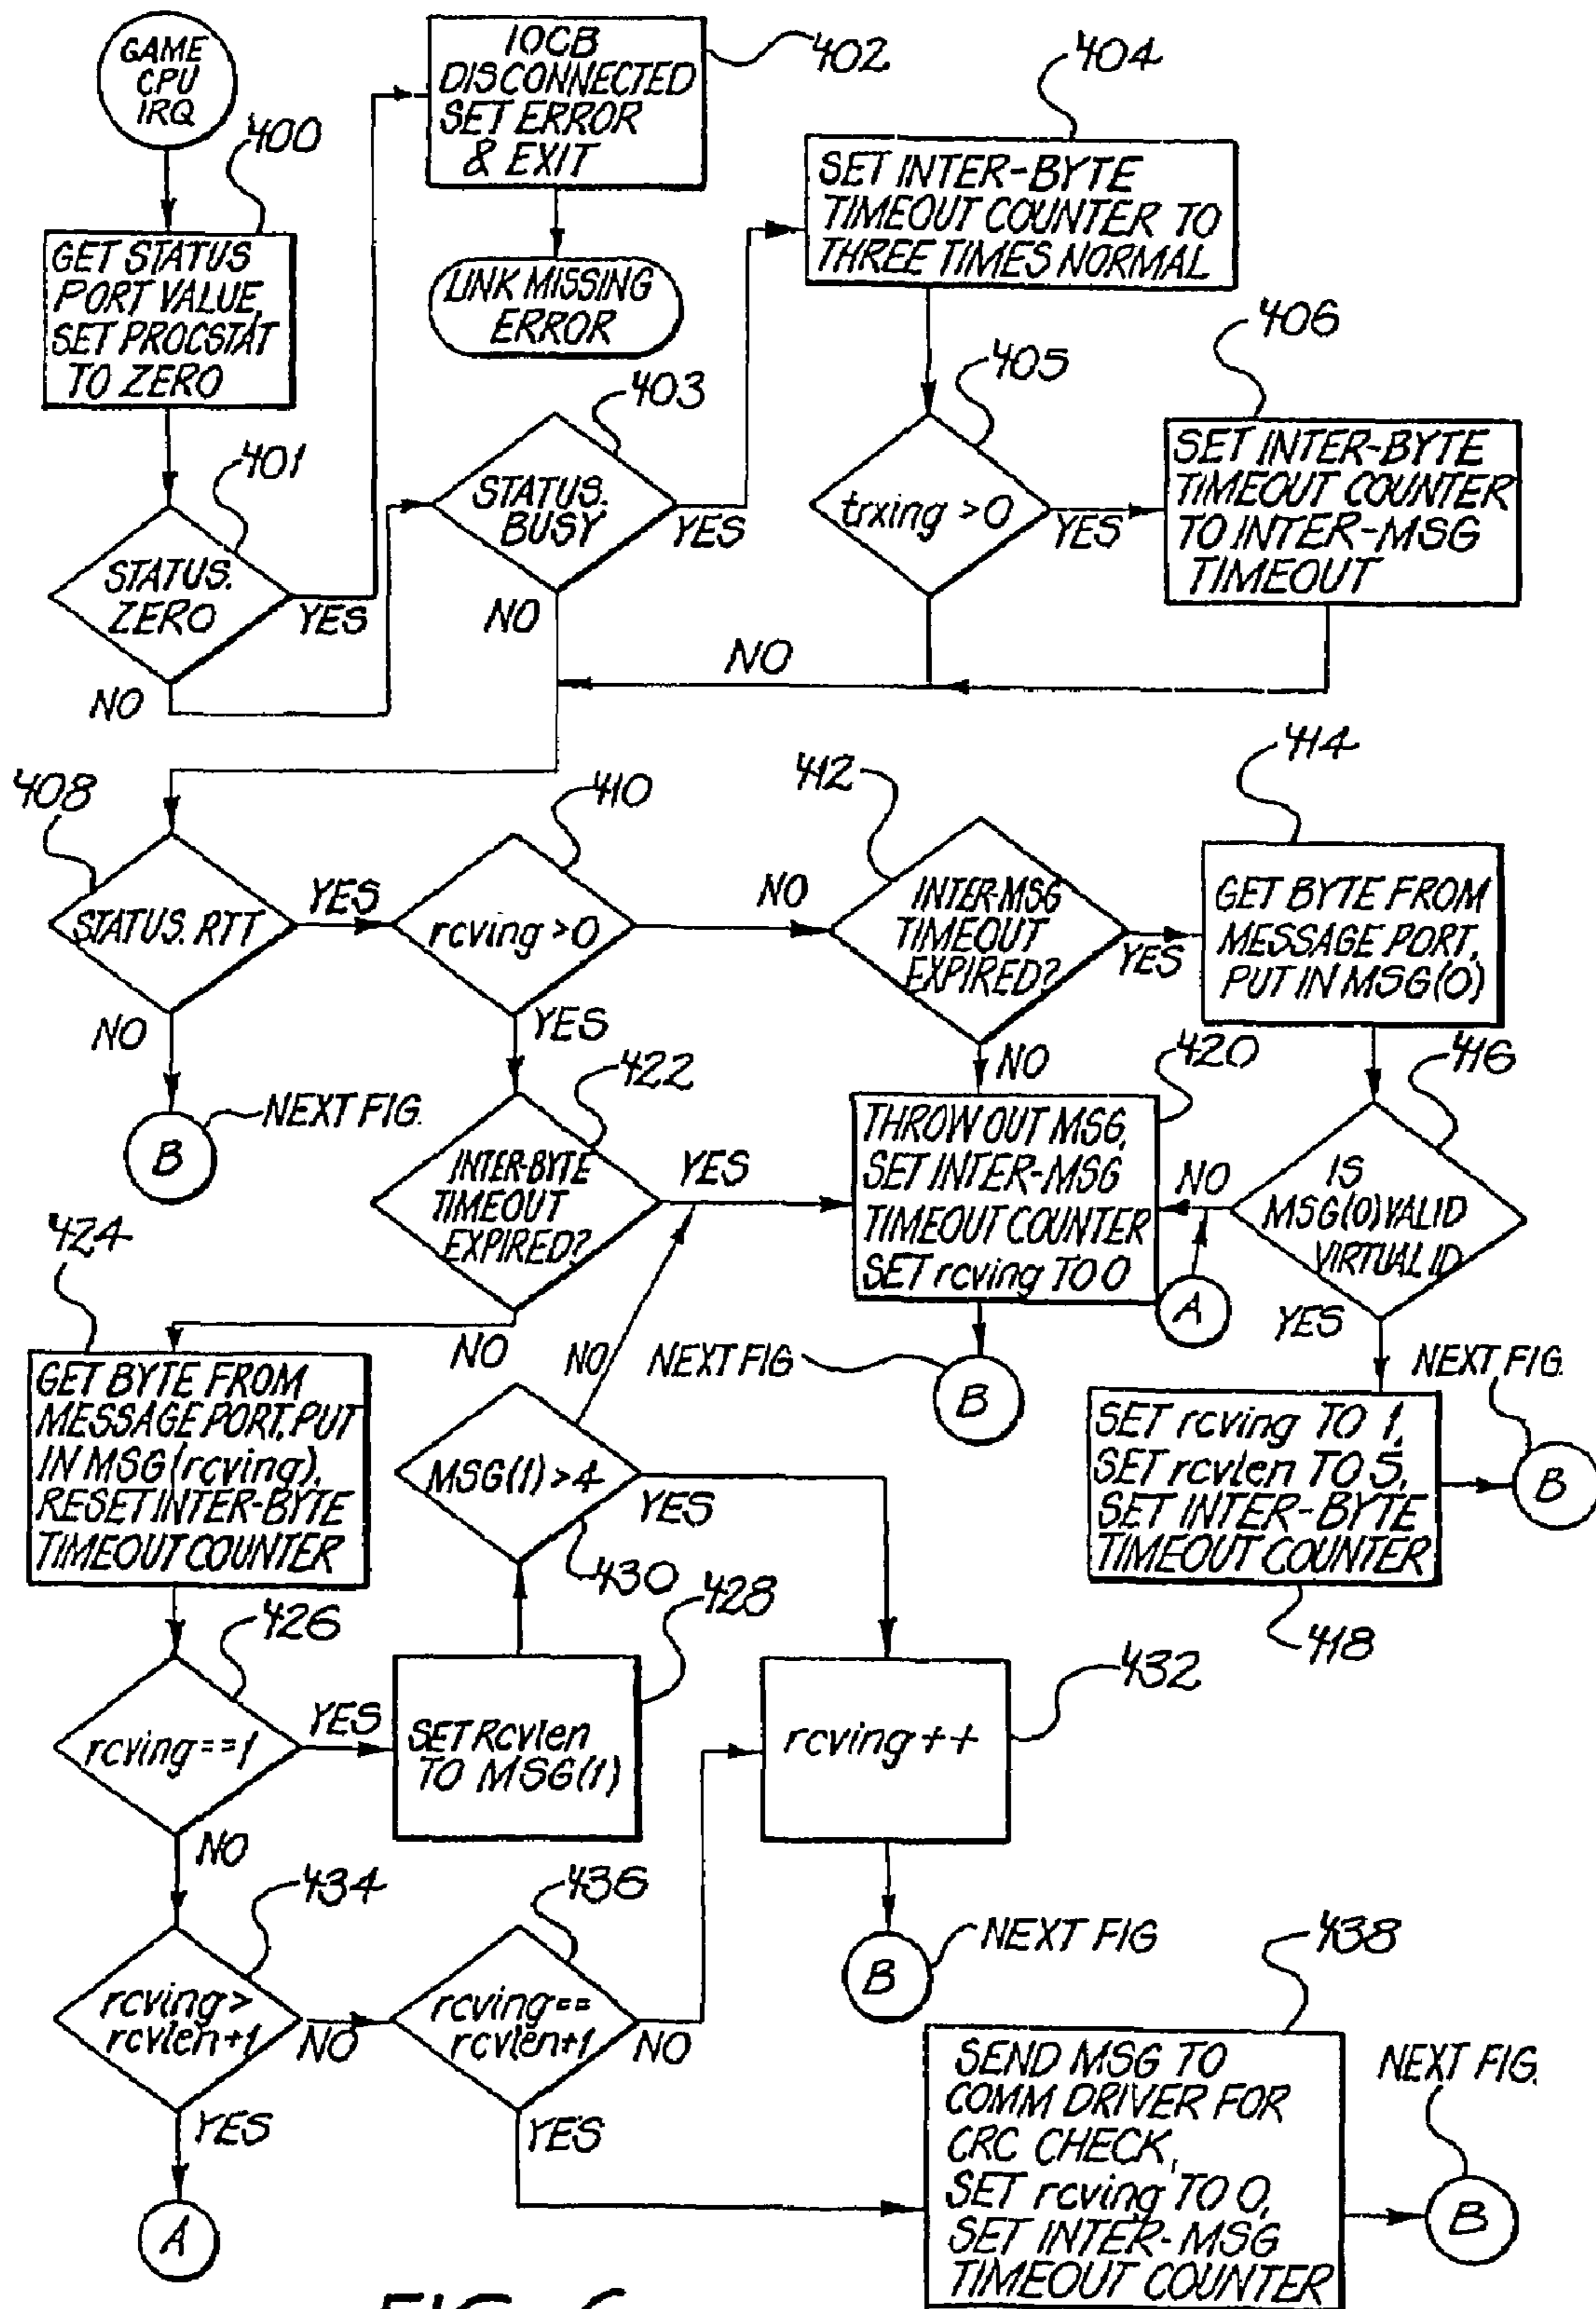 GAME
CPU
IRQ
400
GET STATUS
PORT VALUE,
SET PROCSTAT
TO ZERO
401
STATUS.
ZERO
YES
NO
IOCB
DISCONNECTED
SET ERROR
& EXIT
402
LINK MISSING
ERROR
403
STATUS.
BUSY
YES
NO
404
SET INTER-BYTE
TIMEOUT COUNTER TO
THREE TIMES NORMAL
405
trxing >0
YES
NO
406
SET INTER-BYTE
TIMEOUT COUNTER
TO INTER-MSG
TIMEOUT
408
STATUS. RTT
YES
NO
B
NEXT FIG.
410
rcving >0
NO
YES
412
INTER-MSG
TIMEOUT
EXPIRED?
YES
NO
414
GET BYTE FROM
MESSAGE PORT,
PUT IN MSG(0)
416
IS
MSG(0) VALID
VIRTUAL ID
NO
YES
A
420
THROW OUT MSG,
SET INTER-MSG
TIMEOUT COUNTER
SET rcving TO 0
NEXT FIG
B
422
INTER-BYTE
TIMEOUT
EXPIRED?
YES
NO
SET rcving TO 1,
SET rcvlen TO 5,
SET INTER-BYTE
TIMEOUT COUNTER
418
NEXT FIG.
B
424
GET BYTE FROM
MESSAGE PORT, PUT
IN MSG(rcving),
RESET INTER-BYTE
TIMEOUT COUNTER
426
rcving==1
YES
NO
428
SET Rcvlen
TO MSG(1)
MSG(1)>4
430
NO
YES
432
rcving++
B
NEXT FIG
434
rcving>
rcvlen+1
NO
YES
A
436
rcving==
rcvlen+1
NO
YES
438
SEND MSG TO
COMM DRIVER FOR
CRC CHECK,
SET rcving TO 0,
SET INTER-MSG
TIMEOUT COUNTER
NEXT FIG.
B